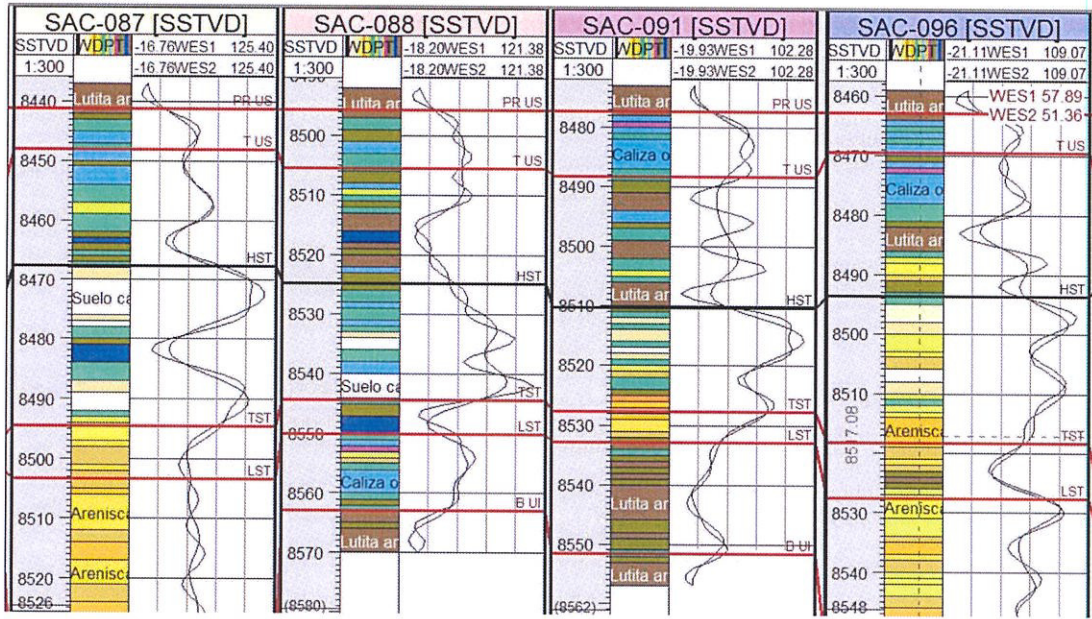 SAC-087 [SSTVD]
SSTVD
WDPT
-16.76WES1 125.40
-16.76WES2 125.40
1:300
8440
8450
8460
8470
8480
8490
8500
8510
8520
8526
Lutita ar
Suelo ca
Arenisca
Arenisca
PR US
T US
HST
TST
LST
SAC-088 [SSTVD]
SSTVD
WDPT
-18.20WES1 121.38
-18.20WES2 121.38
1:300
8500
8510
8520
8530
8540
8550
8560
8570
(8580)
Lutita ar
Suelo ca
Caliza o
Lutita ar
PR US
T US
HST
TST
LST
B UI
SAC-091 [SSTVD]
SSTVD
WDPT
-19.93WES1 102.28
-19.93WES2 102.28
1:300
8480
8490
8500
8510
8520
8530
8540
8550
(8562)
Lutita ar
Caliza o
Lutita ar
Lutita ar
Lutita ar
PR US
T US
HST
TST
LST
B UI
SAC-096 [SSTVD]
SSTVD
WDPT
-21.11WES1 109.07
-21.11WES2 109.07
1:300
WES1 57.89
WES2 51.36
8460
8470
8480
8490
8500
8510
8517.08
8530
8540
8548
Lutita ar
Caliza o
Lutita ar
Arenisca
Arenisca
T US
HST
TST
LST